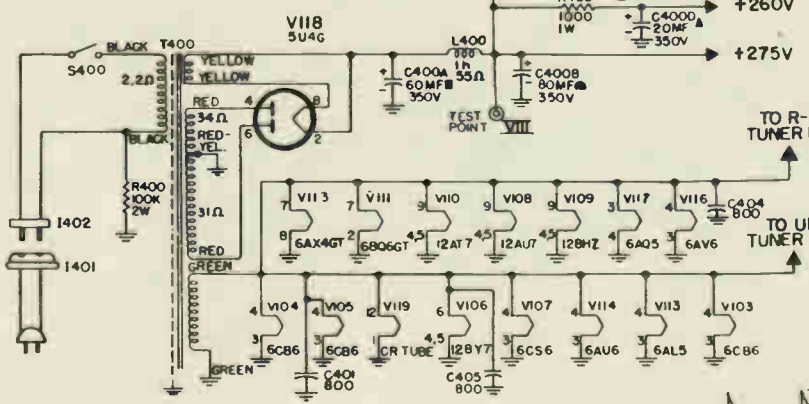 1000
1W
C400D
20MF
350V
+260V
V118
5U4G
BLACK
T400
YELLOW
YELLOW
S400
2.2Ω
RED
4
8
34Ω
6
2
RED-
YEL.
BLACK
R400
100K
2W
31Ω
RED
GREEN
GREEN
I402
I401
L400
1h
55Ω
+
-
C400A
60MF
350V
+
-
C400B
80MF
350V
+275V
TEST
POINT
VIII
TO R-
TUNER
V113
7
8
6AX4GT
V111
7
2
6BQ6GT
V110
9
4,5
12AT7
V108
9
4,5
12AU7
V109
9
4,5
12BHZ
V117
3
4
6AQ5
V116
4
3
6AV6
C404
800
TO U
TUNER
V104
4
3
6CB6
V105
4
3
6CB6
C401
800
V119
12
1
CR TUBE
V106
6
4,5
12BY7
C405
800
V107
4
3
6CS6
V114
4
3
6AU6
V113
4
3
6AL5
V103
4
3
6CB6